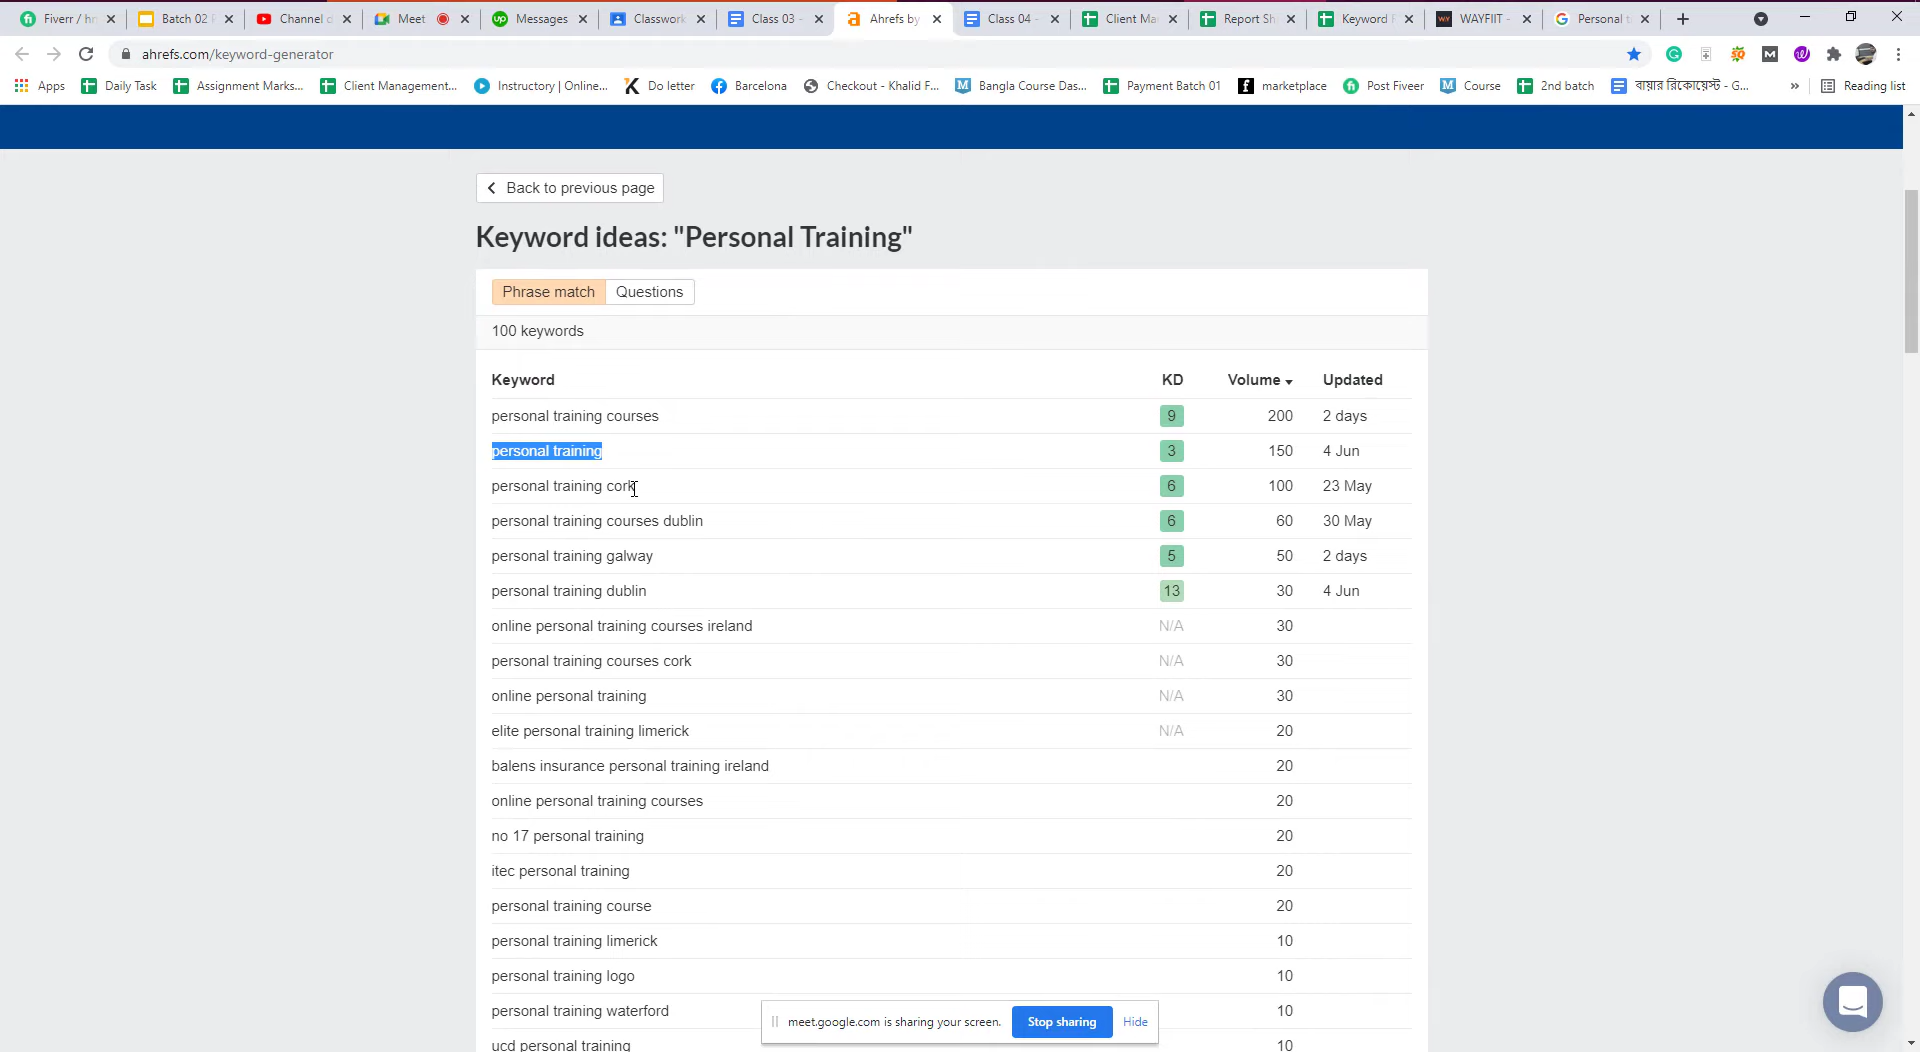 Fiverr / hr
Batch 02 P
Channel c
Meet
Messages
Classwork
Class 03 -
Ahrefs by
Class 04 -
Client Ma
Report Sh
Keyword F
WAYFIIT -
Personal t
ahrefs.com/keyword-generator
Apps
Daily Task
Assignment Marks...
Client Management...
Instructory | Online...
Do letter
Barcelona
Checkout - Khalid F...
Bangla Course Das...
Payment Batch 01
marketplace
Post Fiveer
Course
2nd batch
বায়ার রিকোয়েস্ট - G...
»
Reading list
Back to previous page
Keyword ideas: "Personal Training"
Phrase match Questions
100 keywords
Keyword KD Volume Updated
personal training courses 9 200 2 days
personal training 3 150 4 Jun
personal training cork 6 100 23 May
personal training courses dublin 6 60 30 May
personal training galway 5 50 2 days
personal training dublin 13 30 4 Jun
online personal training courses ireland N/A 30
personal training courses cork N/A 30
online personal training N/A 30
elite personal training limerick N/A 20
balens insurance personal training ireland 20
online personal training courses 20
no 17 personal training 20
itec personal training 20
personal training course 20
personal training limerick 10
personal training logo 10
personal training waterford 10
ucd personal training 10
meet.google.com is sharing your screen. Stop sharing Hide